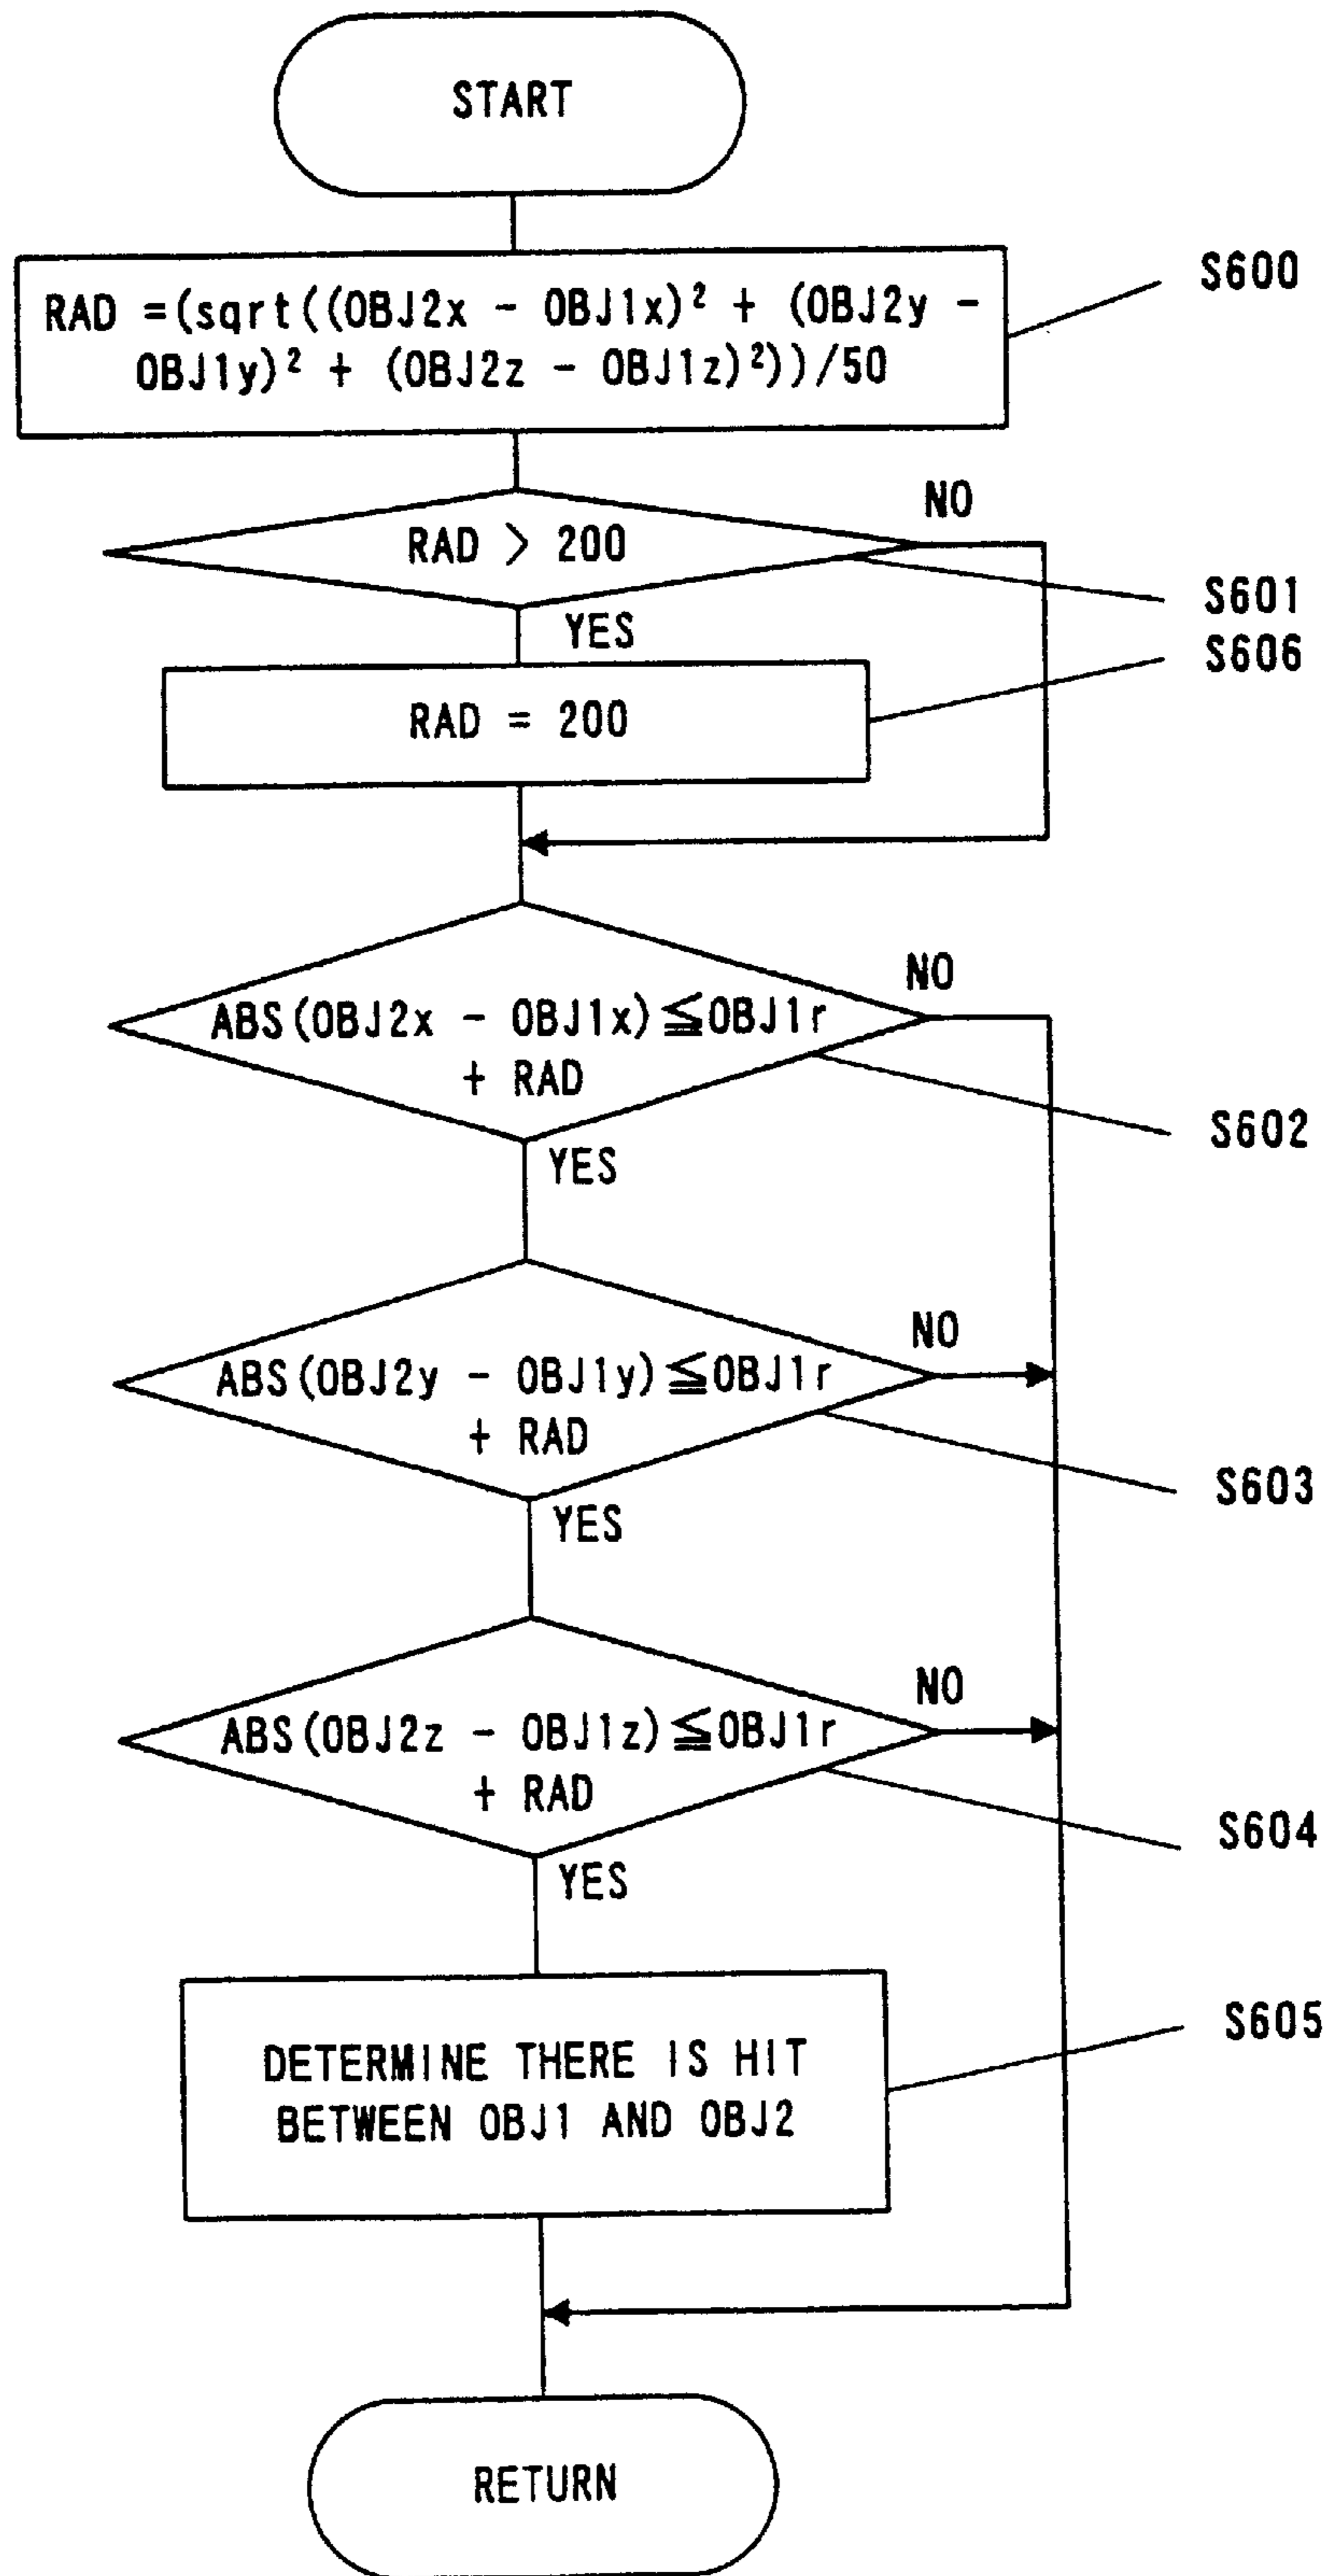 START
RAD =(sqrt((OBJ2x - OBJ1x)² + (OBJ2y -
OBJ1y)² + (OBJ2z - OBJ1z)²))/50
S600
NO
RAD > 200
S601
YES
S606
RAD = 200
NO
ABS(OBJ2x - OBJ1x)≦OBJ1r
+ RAD
S602
YES
NO
ABS(OBJ2y - OBJ1y)≦OBJ1r
+ RAD
S603
YES
NO
ABS(OBJ2z - OBJ1z)≦OBJ1r
+ RAD
S604
YES
S605
DETERMINE THERE IS HIT
BETWEEN OBJ1 AND OBJ2
RETURN